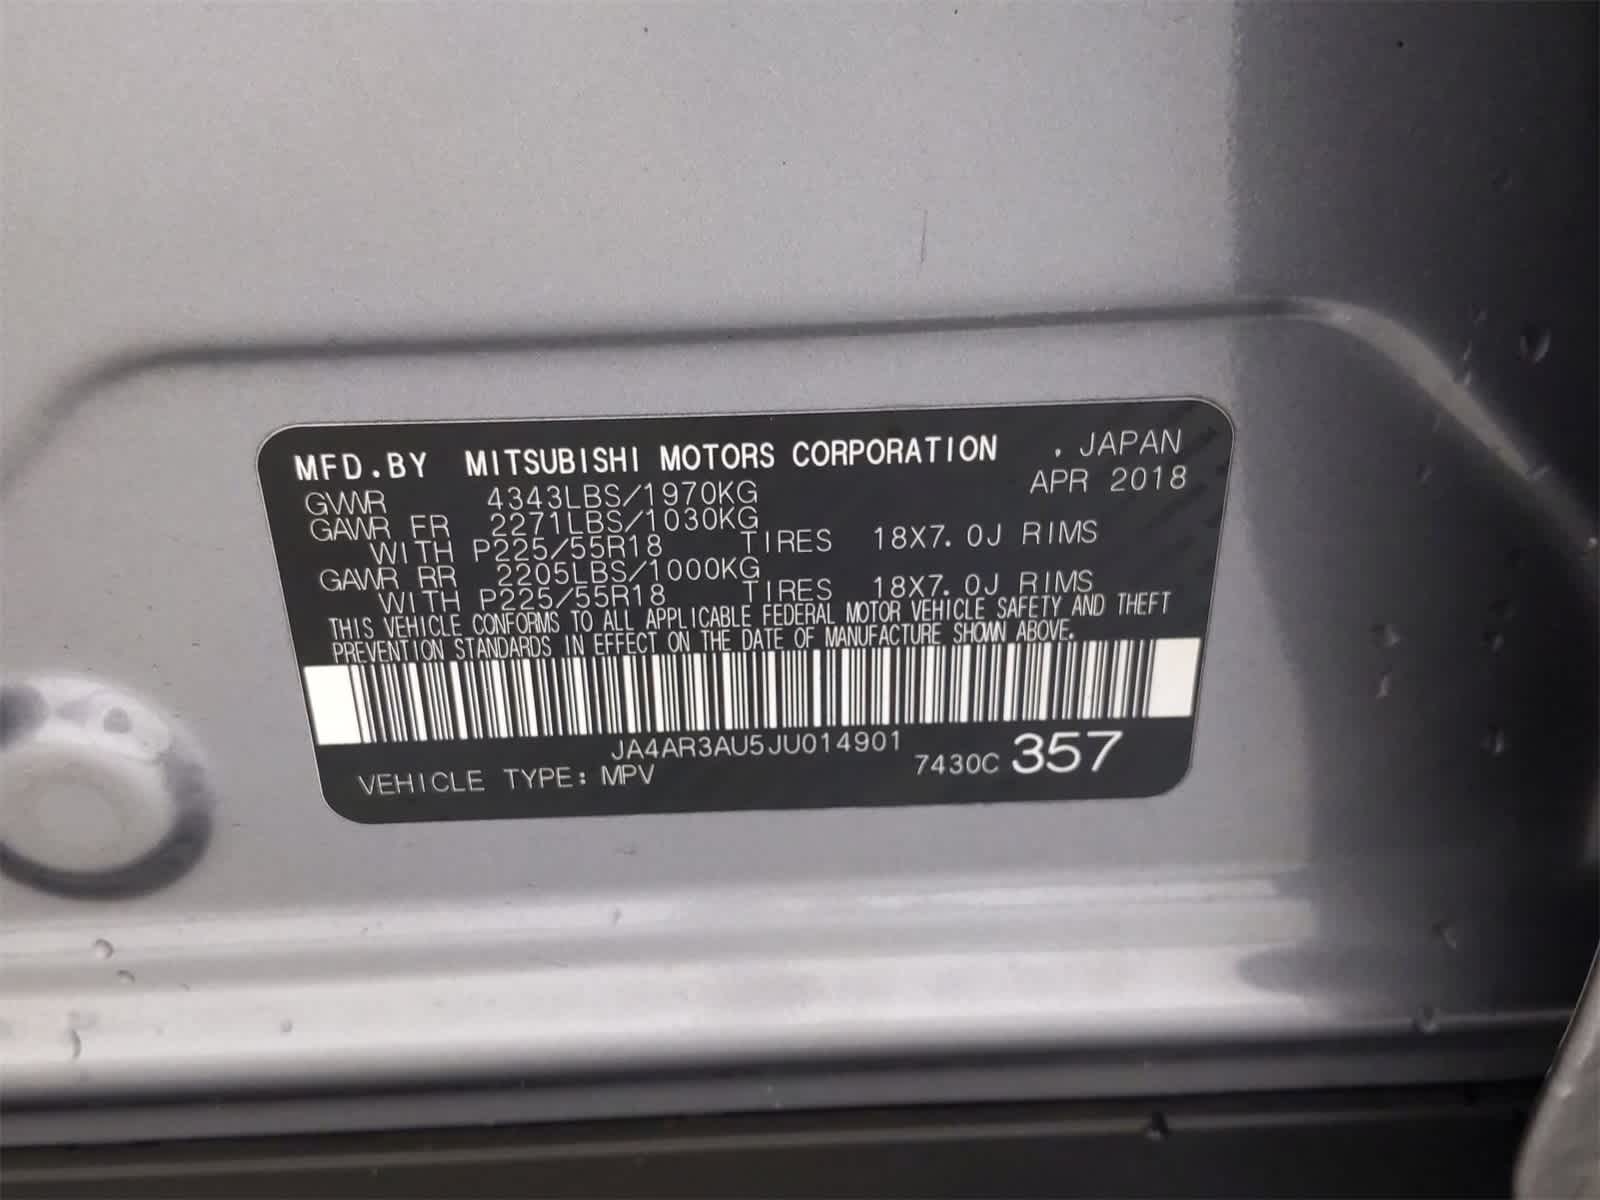 MFD.BY MITSUBISHI MOTORS CORPORATION . JAPAN
GVWR 4343LBS/1970KG APR 2018
GAWR FR 2271LBS/1030KG
WITH P225/55R18 TIRES 18X7.0J RIMS
GAWR RR 2205LBS/1000KG
WITH P225/55R18 TIRES 18X7.0J RIMS
THIS VEHICLE CONFORMS TO ALL APPLICABLE FEDERAL MOTOR VEHICLE SAFETY AND THEFT
PREVENTION STANDARDS IN EFFECT ON THE DATE OF MANUFACTURE SHOWN ABOVE.
JA4AR3AU5JU014901
VEHICLE TYPE: MPV 7430C 357